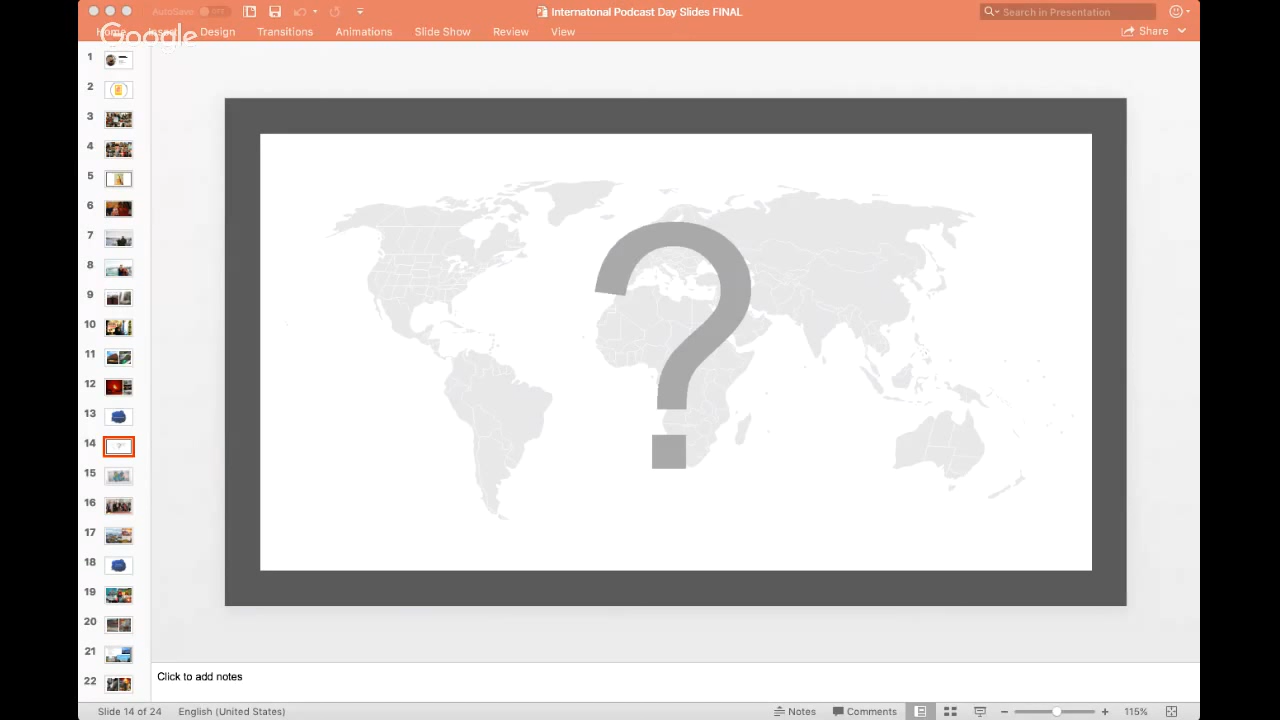 AutoSave OFF
Internatonal Podcast Day Slides FINAL
Search in Presentation
Home Insert Design Transitions Animations Slide Show Review View
Share
Google
1
2
3
4
5
6
7
8
9
10
11
12
13
14
15
16
17
18
19
20
21
22
?
Click to add notes
Slide 14 of 24 English (United States)
Notes Comments 115%